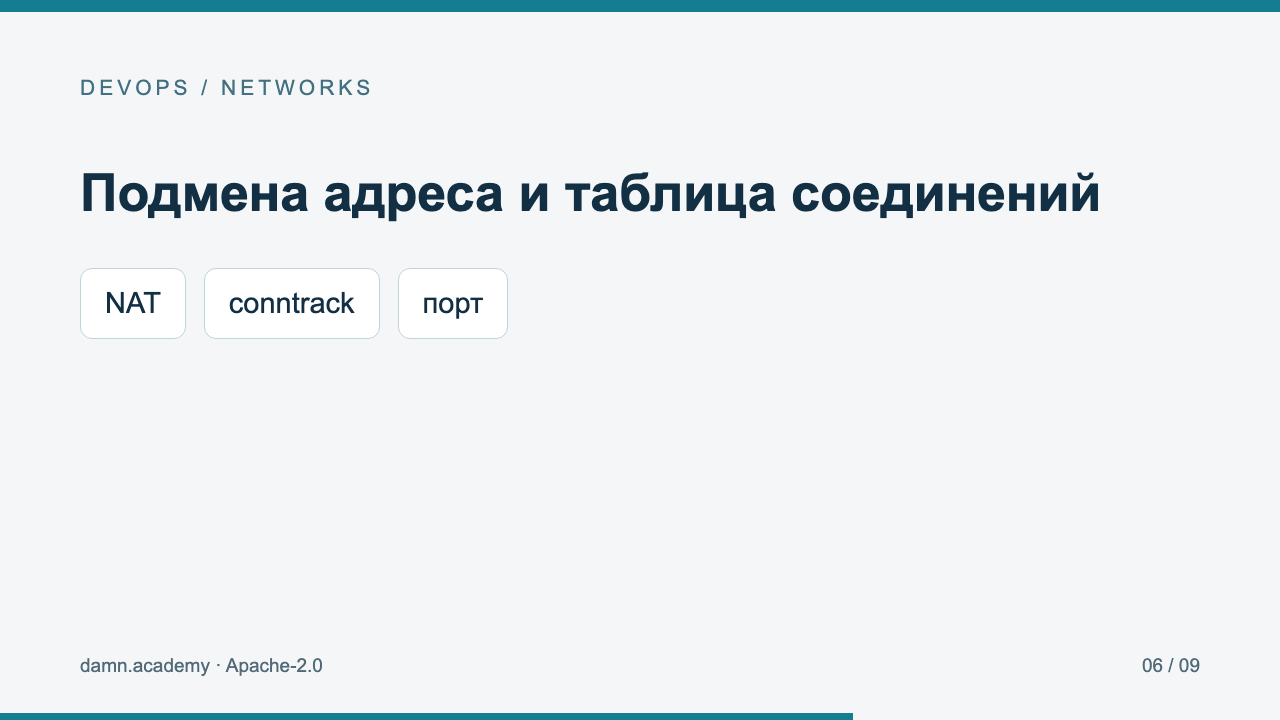 DEVOPS / NETWORKS
Подмена адреса и таблица соединений
NAT conntrack порт
damn.academy · Apache-2.0 06 / 09